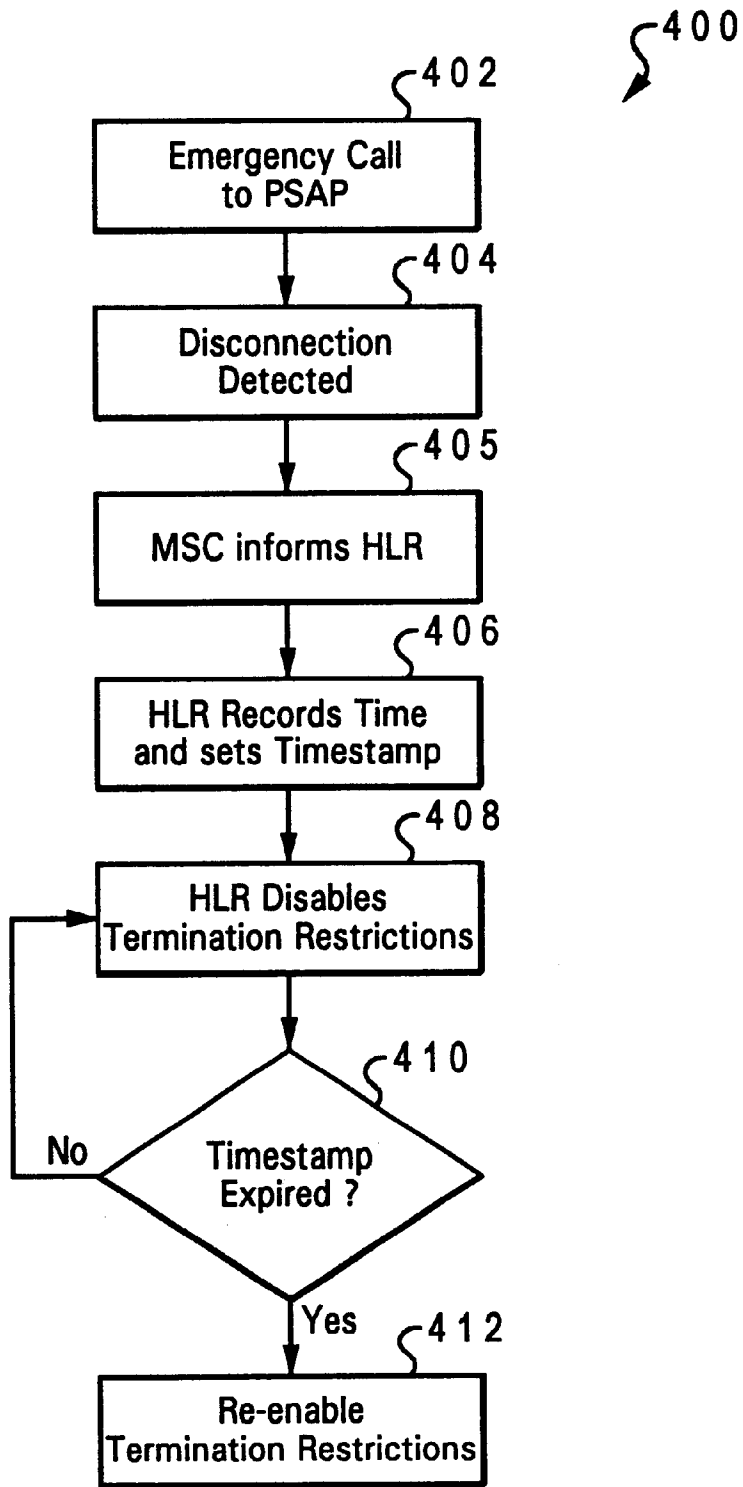 400
402
Emergency Call
to PSAP
404
Disconnection
Detected
405
MSC informs HLR
406
HLR Records Time
and sets Timestamp
408
HLR Disables
Termination Restrictions
410
Timestamp
Expired ?
No
Yes
412
Re-enable
Termination Restrictions